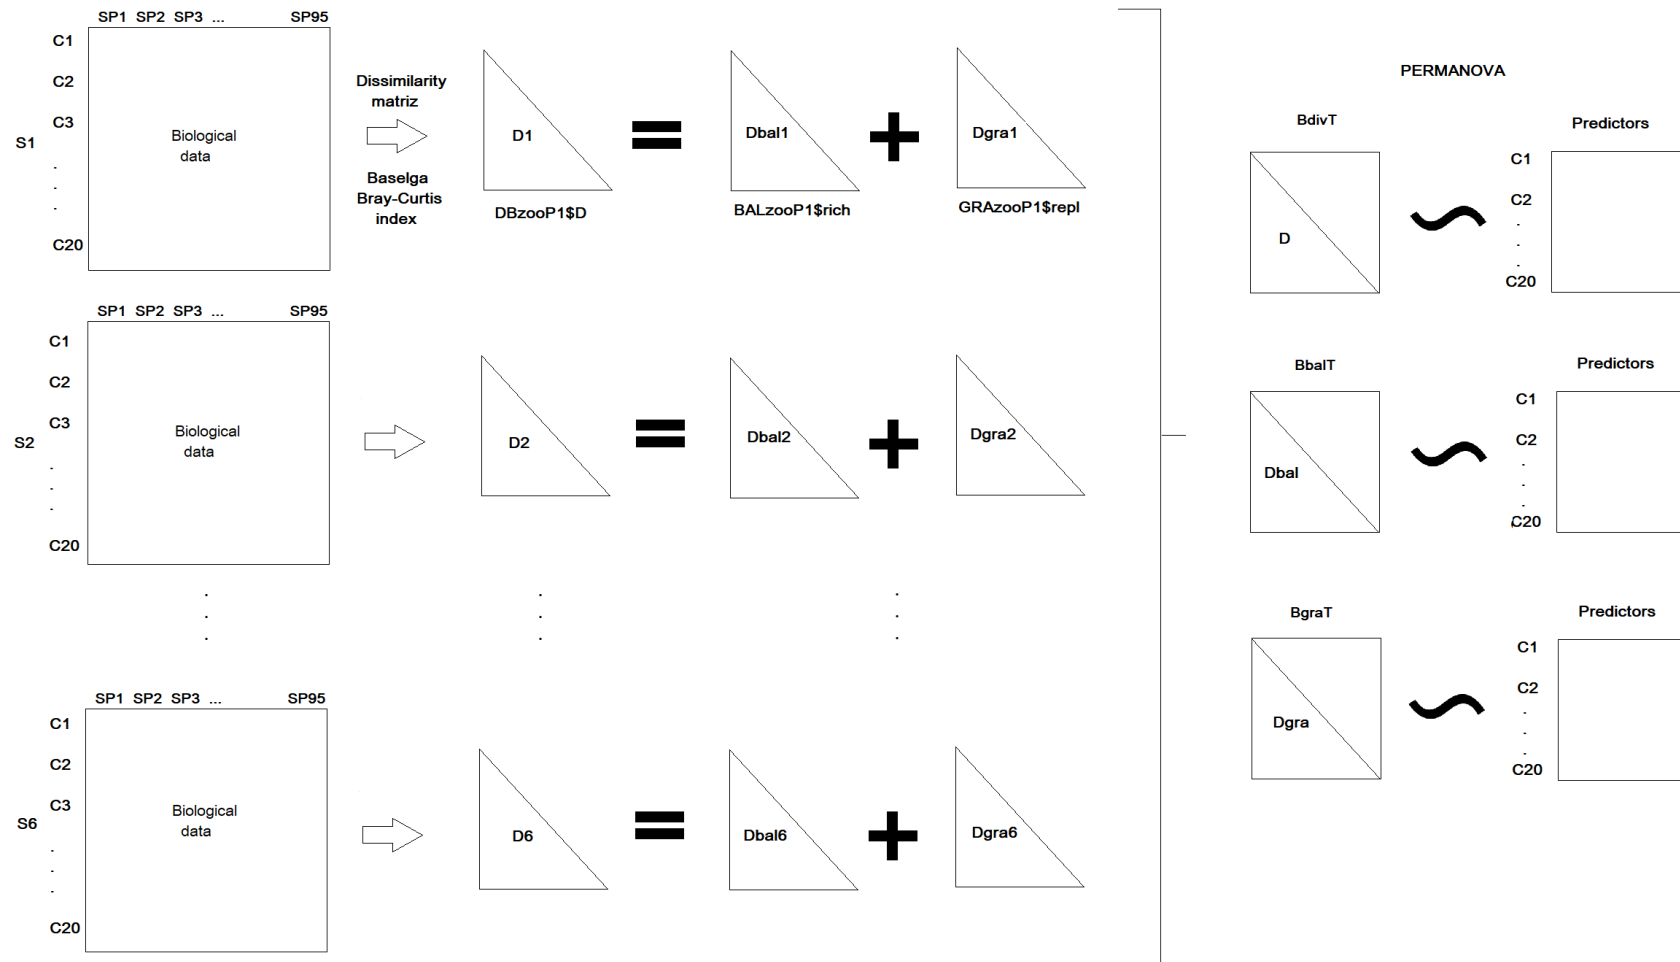 SP1 SP2 SP3 ... SP95
C1
C2
C3
S1
.
.
.
C20
Biological
data
Dissimilarity
matriz
Baselga
Bray-Curtis
index
D1
DBzooP1$D
Dbal1
BALzooP1$rich
Dgra1
GRAzooP1$repl
SP1 SP2 SP3 ... SP95
C1
C2
C3
S2
.
.
.
C20
Biological
data
D2
Dbal2
Dgra2
.
.
.
.
.
.
.
.
.
SP1 SP2 SP3 ... SP95
C1
C2
C3
S6
.
.
.
C20
Biological
data
D6
Dbal6
Dgra6
PERMANOVA
BdivT
Predictors
D
C1
C2
.
.
.
C20
BbalT
Predictors
Dbal
C1
C2
.
.
.
C20
BgraT
Predictors
Dgra
C1
C2
.
.
.
C20